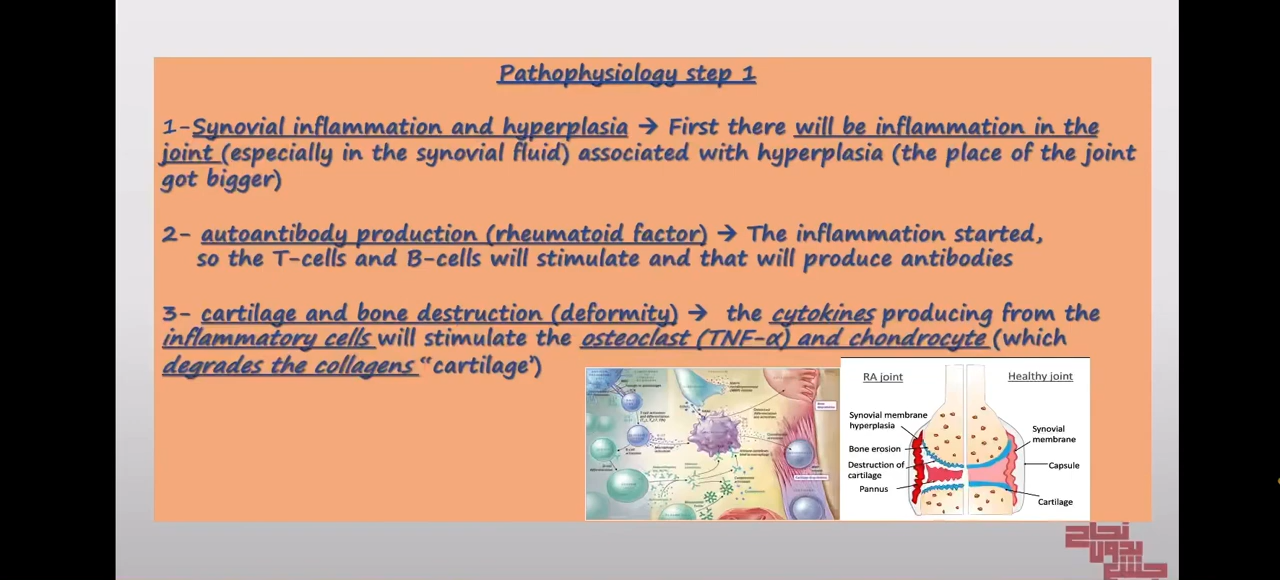 Pathophysiology step 1
1-Synovial inflammation and hyperplasia → First there will be inflammation in the
joint (especially in the synovial fluid) associated with hyperplasia (the place of the joint
got bigger)
2- autoantibody production (rheumatoid factor) → The inflammation started,
so the T-cells and B-cells will stimulate and that will produce antibodies
3- cartilage and bone destruction (deformity) → the cytokines producing from the
inflammatory cells will stimulate the osteoclast (TNF-α) and chondrocyte (which
degrades the collagens “cartilage’)
RA joint
Healthy joint
Synovial membrane
hyperplasia
Bone erosion
Destruction of
cartilage
Pannus
Synovial
membrane
Capsule
Cartilage
نجاح
بدون